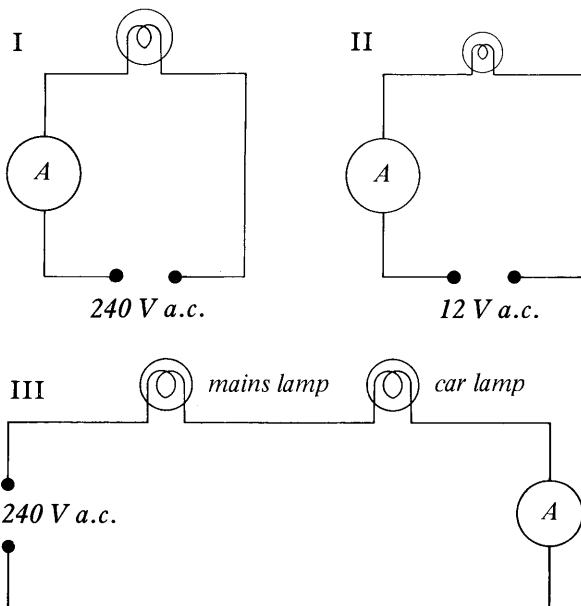 I
II
A
A
240 V a.c.
12 V a.c.
III
mains lamp
car lamp
240 V a.c.
A